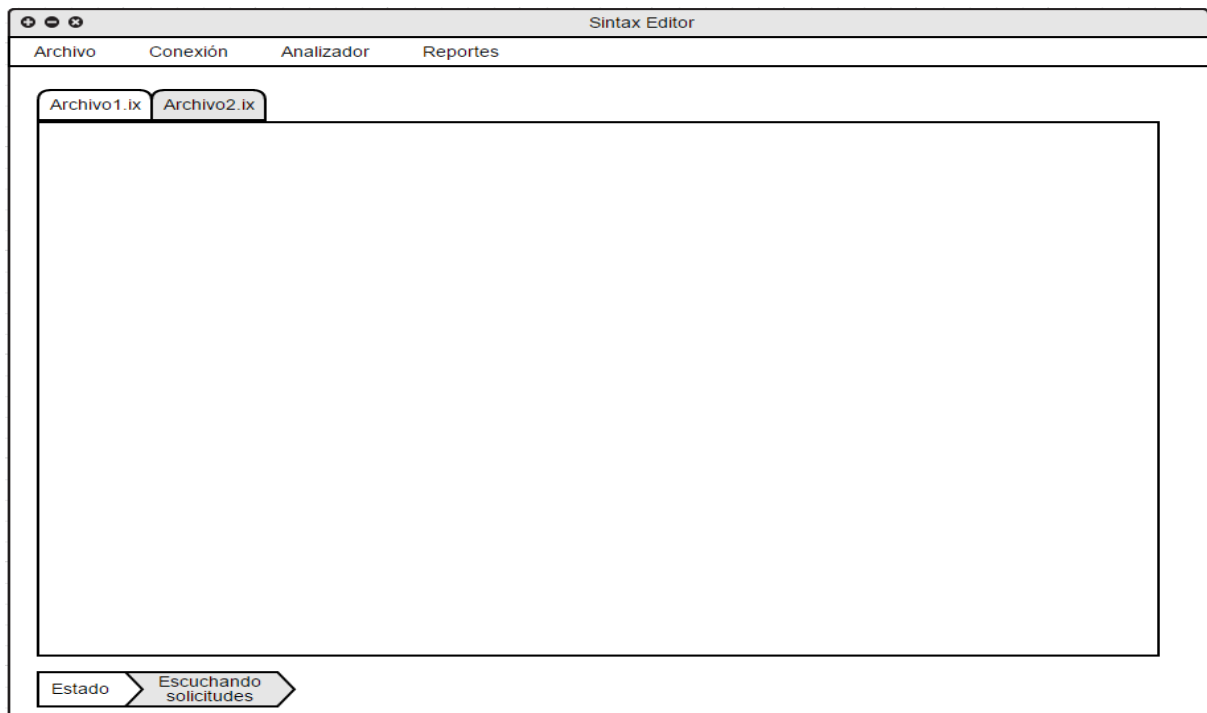 Sintax Editor
Archivo Conexión Analizador Reportes
Archivo1.ix Archivo2.ix
Estado Escuchando
solicitudes